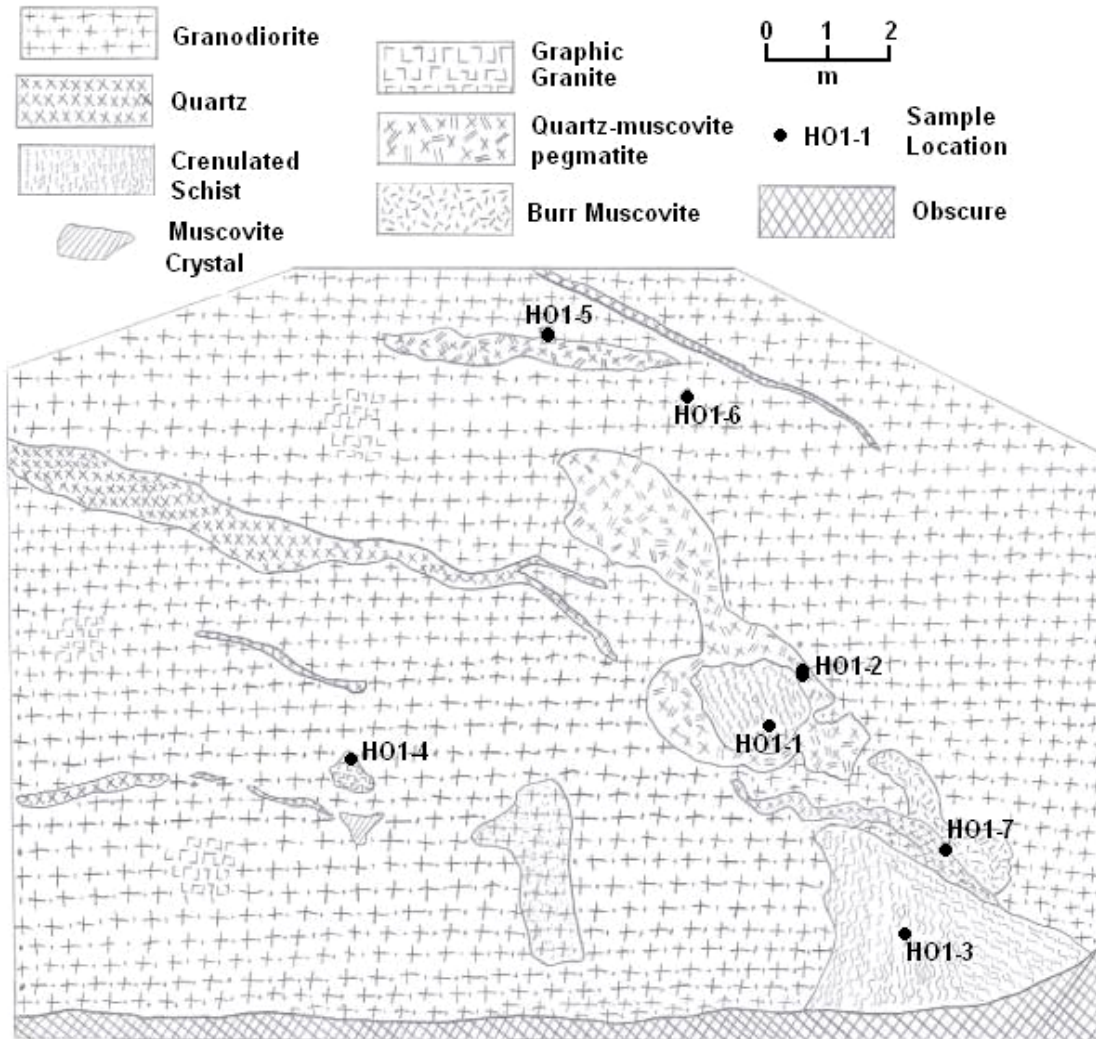 Granodiorite
Quartz
Crenulated
Schist
Muscovite
Crystal
Graphic
Granite
Quartz-muscovite
pegmatite
Burr Muscovite
0 1 2
m
HO1-1
Sample
Location
Obscure
HO1-5
HO1-6
HO1-2
HO1-1
HO1-4
HO1-7
HO1-3